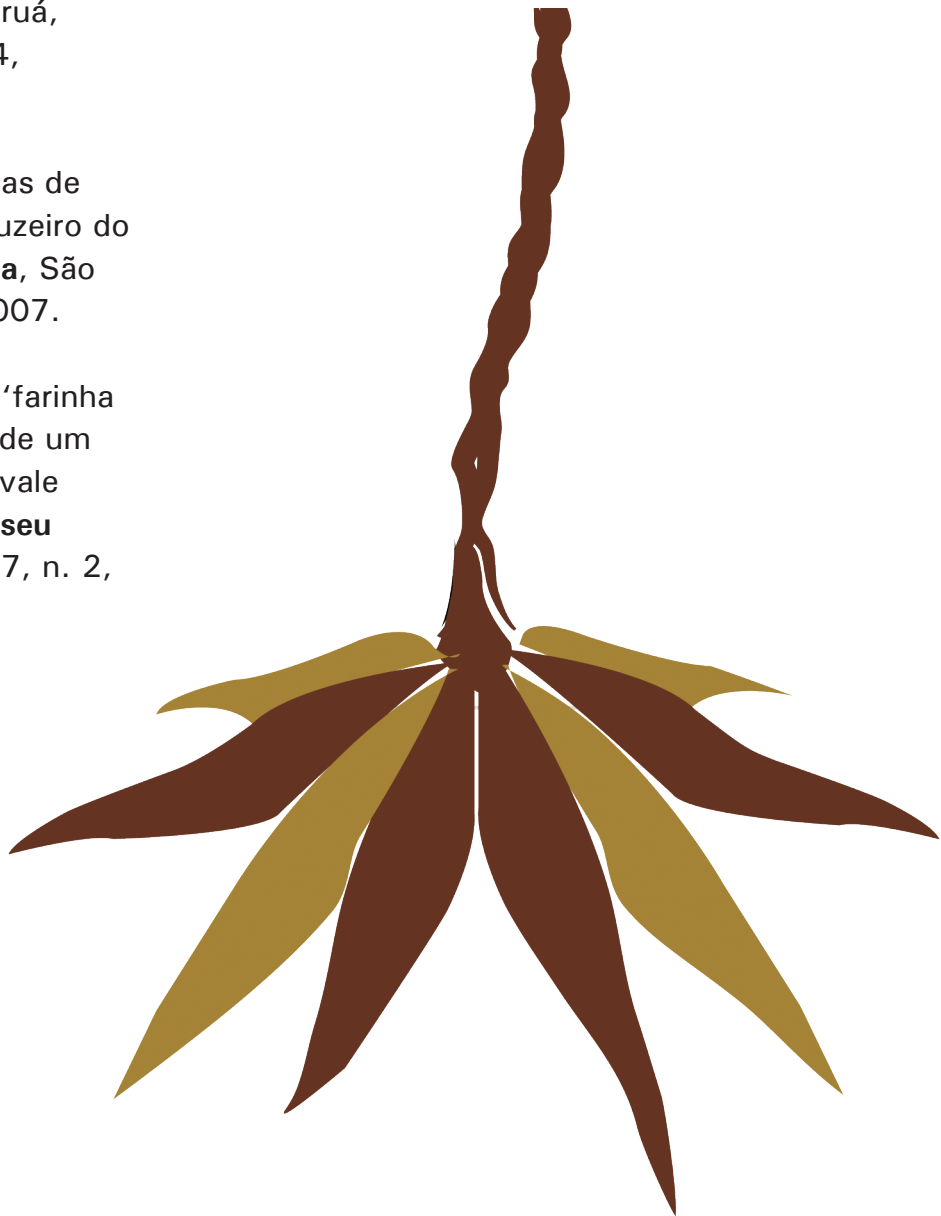 ruá,
4,
as de
uzeiro do
a, São
007.
‘farinha
de um
vale
seu
7, n. 2,